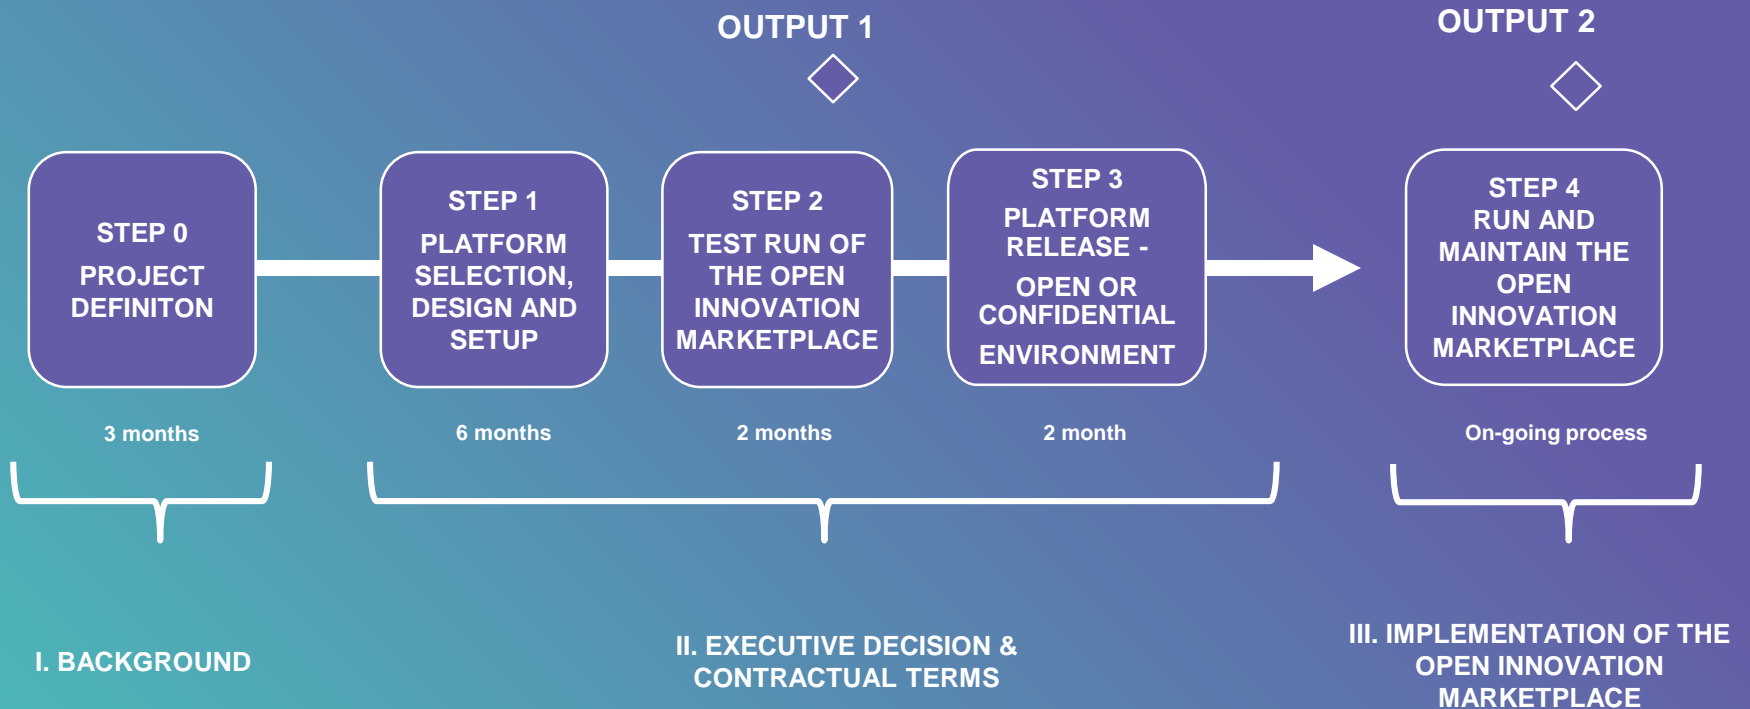 OUTPUT 1
OUTPUT 2
STEP 0
PROJECT
DEFINITON
STEP 1
PLATFORM
SELECTION,
DESIGN AND
SETUP
STEP 2
TEST RUN OF
THE OPEN
INNOVATION
MARKETPLACE
STEP 3
PLATFORM
RELEASE -
OPEN OR
CONFIDENTIAL
ENVIRONMENT
STEP 4
RUN AND
MAINTAIN THE
OPEN
INNOVATION
MARKETPLACE
3 months
6 months
2 months
2 month
On-going process
I. BACKGROUND
II. EXECUTIVE DECISION &
CONTRACTUAL TERMS
III. IMPLEMENTATION OF THE
OPEN INNOVATION
MARKETPLACE